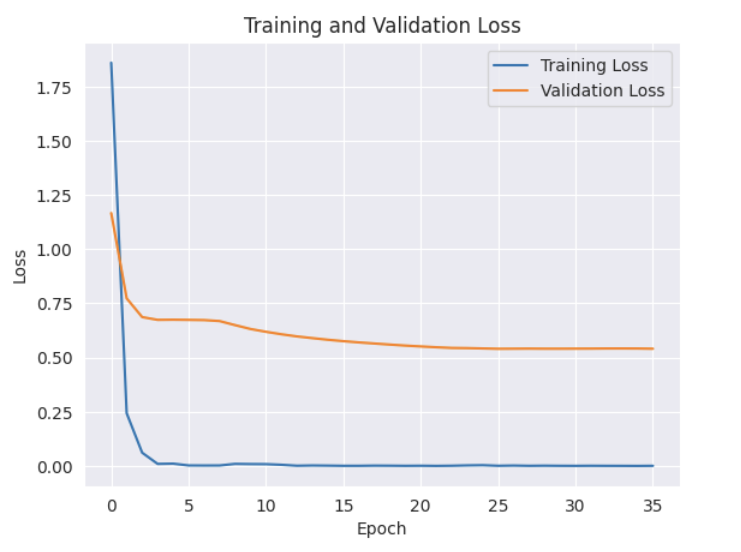 Training and Validation Loss
Training Loss
Validation Loss
1.75
1.50
1.25
1.00
0.75
0.50
0.25
0.00
Loss
0 5 10 15 20 25 30 35
Epoch